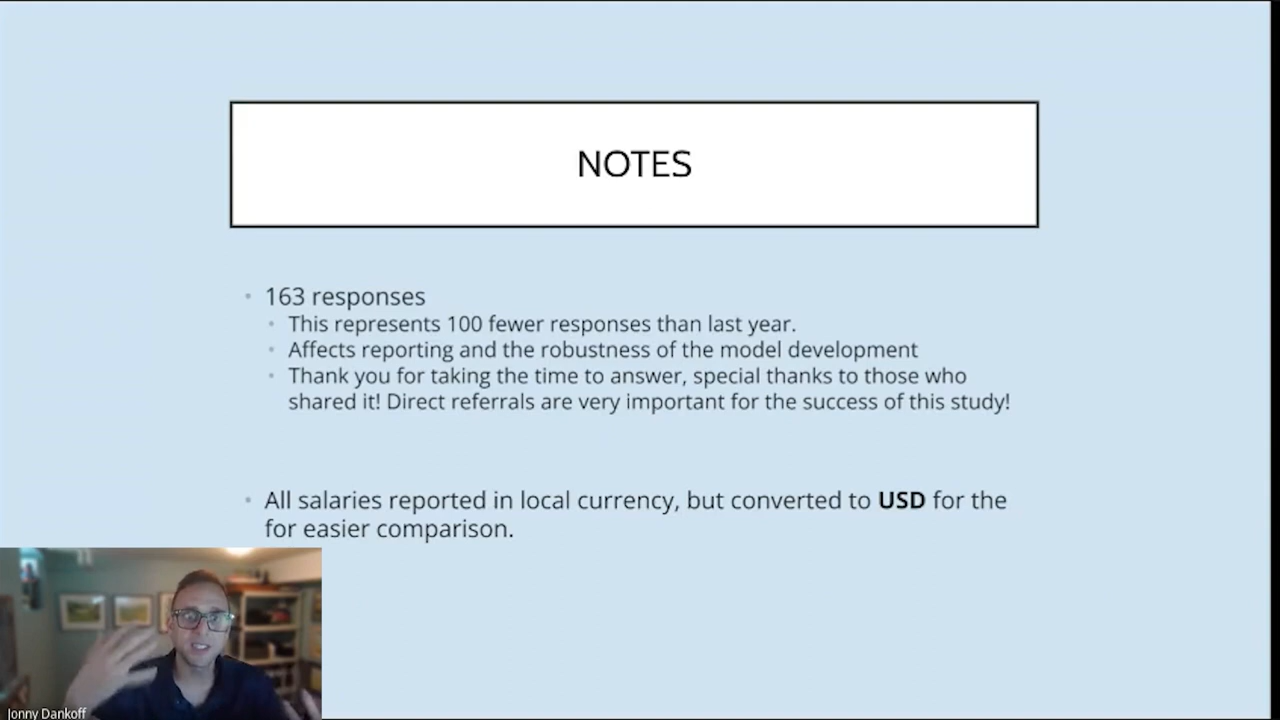 NOTES
163 responses
This represents 100 fewer responses than last year.
Affects reporting and the robustness of the model development
Thank you for taking the time to answer, special thanks to those who
shared it! Direct referrals are very important for the success of this study!
All salaries reported in local currency, but converted to USD for the
for easier comparison.
Jonny Dankoff